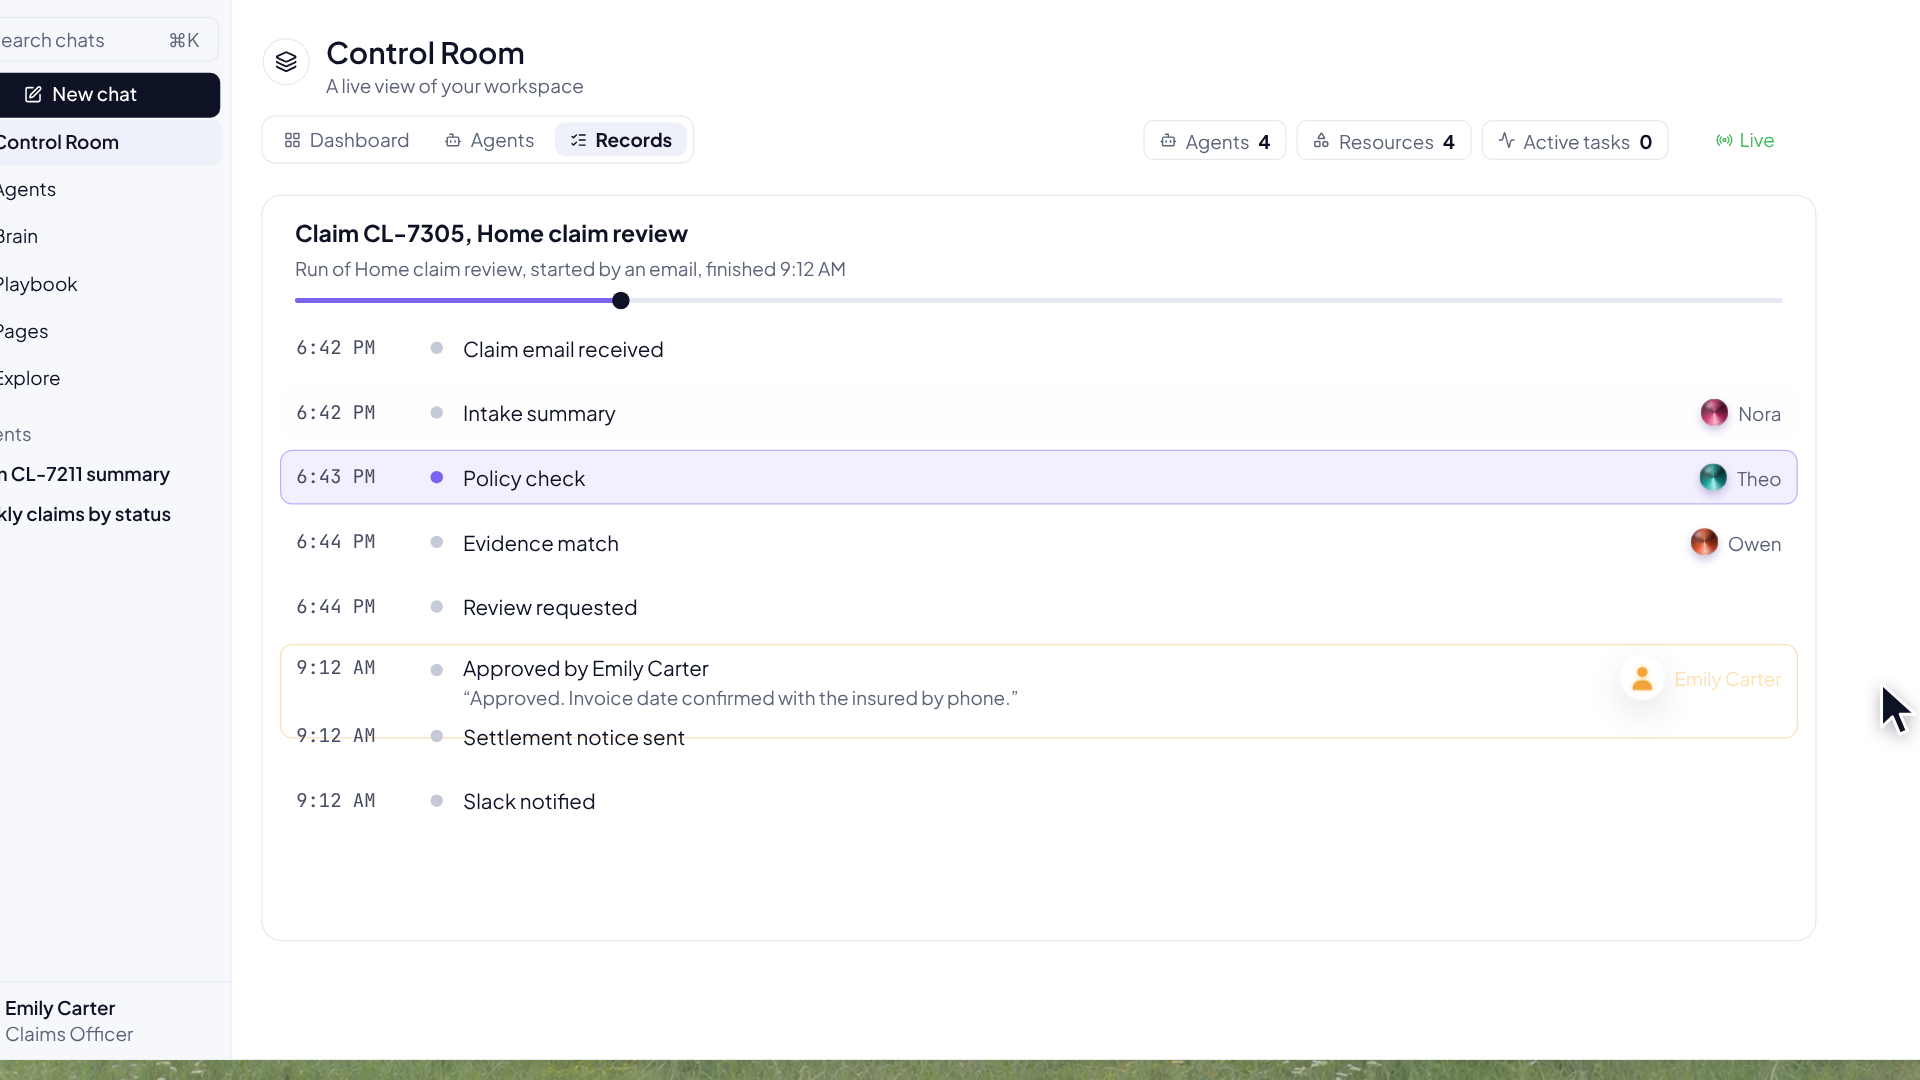 earch chats ⌘K
New chat
Control Room
Agents
Brain
Playbook
Pages
Explore
ents
CL-7211 summary
kly claims by status
Emily Carter
Claims Officer
Control Room
A live view of your workspace
Dashboard Agents Records
Agents 4 Resources 4 Active tasks 0 Live
Claim CL-7305, Home claim review
Run of Home claim review, started by an email, finished 9:12 AM
6:42 PM Claim email received
6:42 PM Intake summary Nora
6:43 PM Policy check Theo
6:44 PM Evidence match Owen
6:44 PM Review requested
9:12 AM Approved by Emily Carter Emily Carter
“Approved. Invoice date confirmed with the insured by phone.”
9:12 AM Settlement notice sent
9:12 AM Slack notified